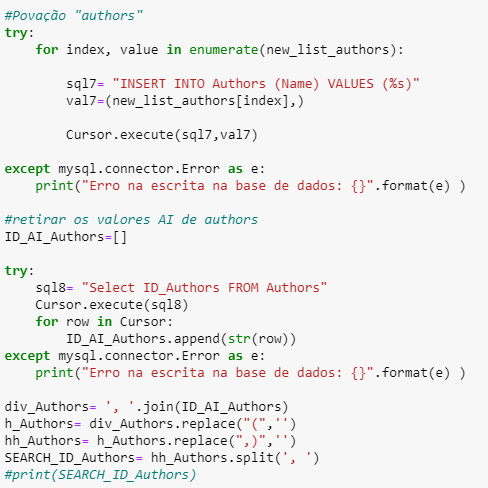 #Povação "authors"
try:
    for index, value in enumerate(new_list_authors):

        sql7= "INSERT INTO Authors (Name) VALUES (%s)"
        val7=(new_list_authors[index],)

        Cursor.execute(sql7,val7)

except mysql.connector.Error as e:
    print("Erro na escrita na base de dados: {}".format(e) )

#retirar os valores AI de authors
ID_AI_Authors=[]

try:
    sql8= "Select ID_Authors FROM Authors"
    Cursor.execute(sql8)
    for row in Cursor:
        ID_AI_Authors.append(str(row))
except mysql.connector.Error as e:
    print("Erro na escrita na base de dados: {}".format(e) )

div_Authors= ', '.join(ID_AI_Authors)
h_Authors= div_Authors.replace("(",'')
hh_Authors= h_Authors.replace(",)",'')
SEARCH_ID_Authors= hh_Authors.split(', ')
#print(SEARCH_ID_Authors)